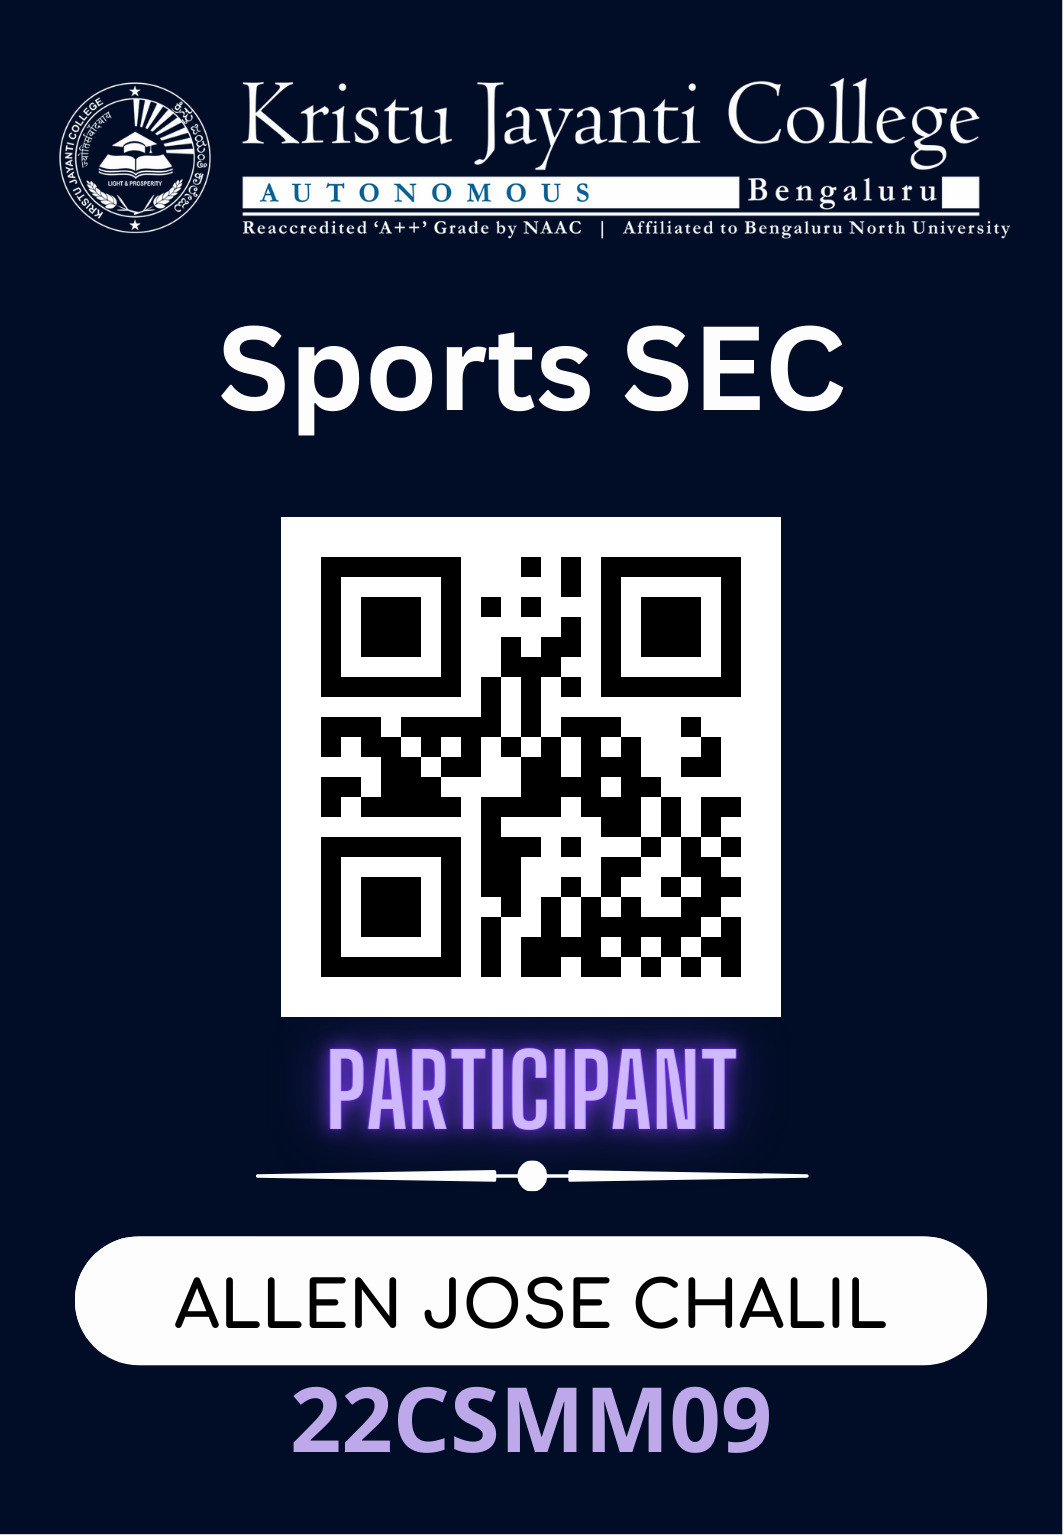 KRISTU JAYANTI COLLEGE
ಕ್ರಿಸ್ತು ಜಯಂತಿ ಕಾಲೇಜು
LIGHT & PROSPERITY
Kristu Jayanti College
AUTONOMOUS Bengaluru
Reaccredited ‘A++’ Grade by NAAC | Affiliated to Bengaluru North University
Sports SEC
PARTICIPANT
ALLEN JOSE CHALIL
22CSMM09